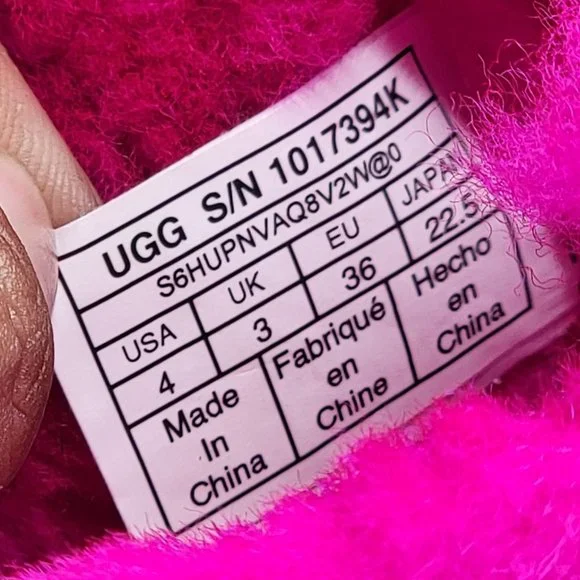 UGG S/N 1017394K
S6HUPNVAQ8V2W@0
USA UK EU JAPAN
4 3 36 22.5
Made In China
Fabriqué en Chine
Hecho en China